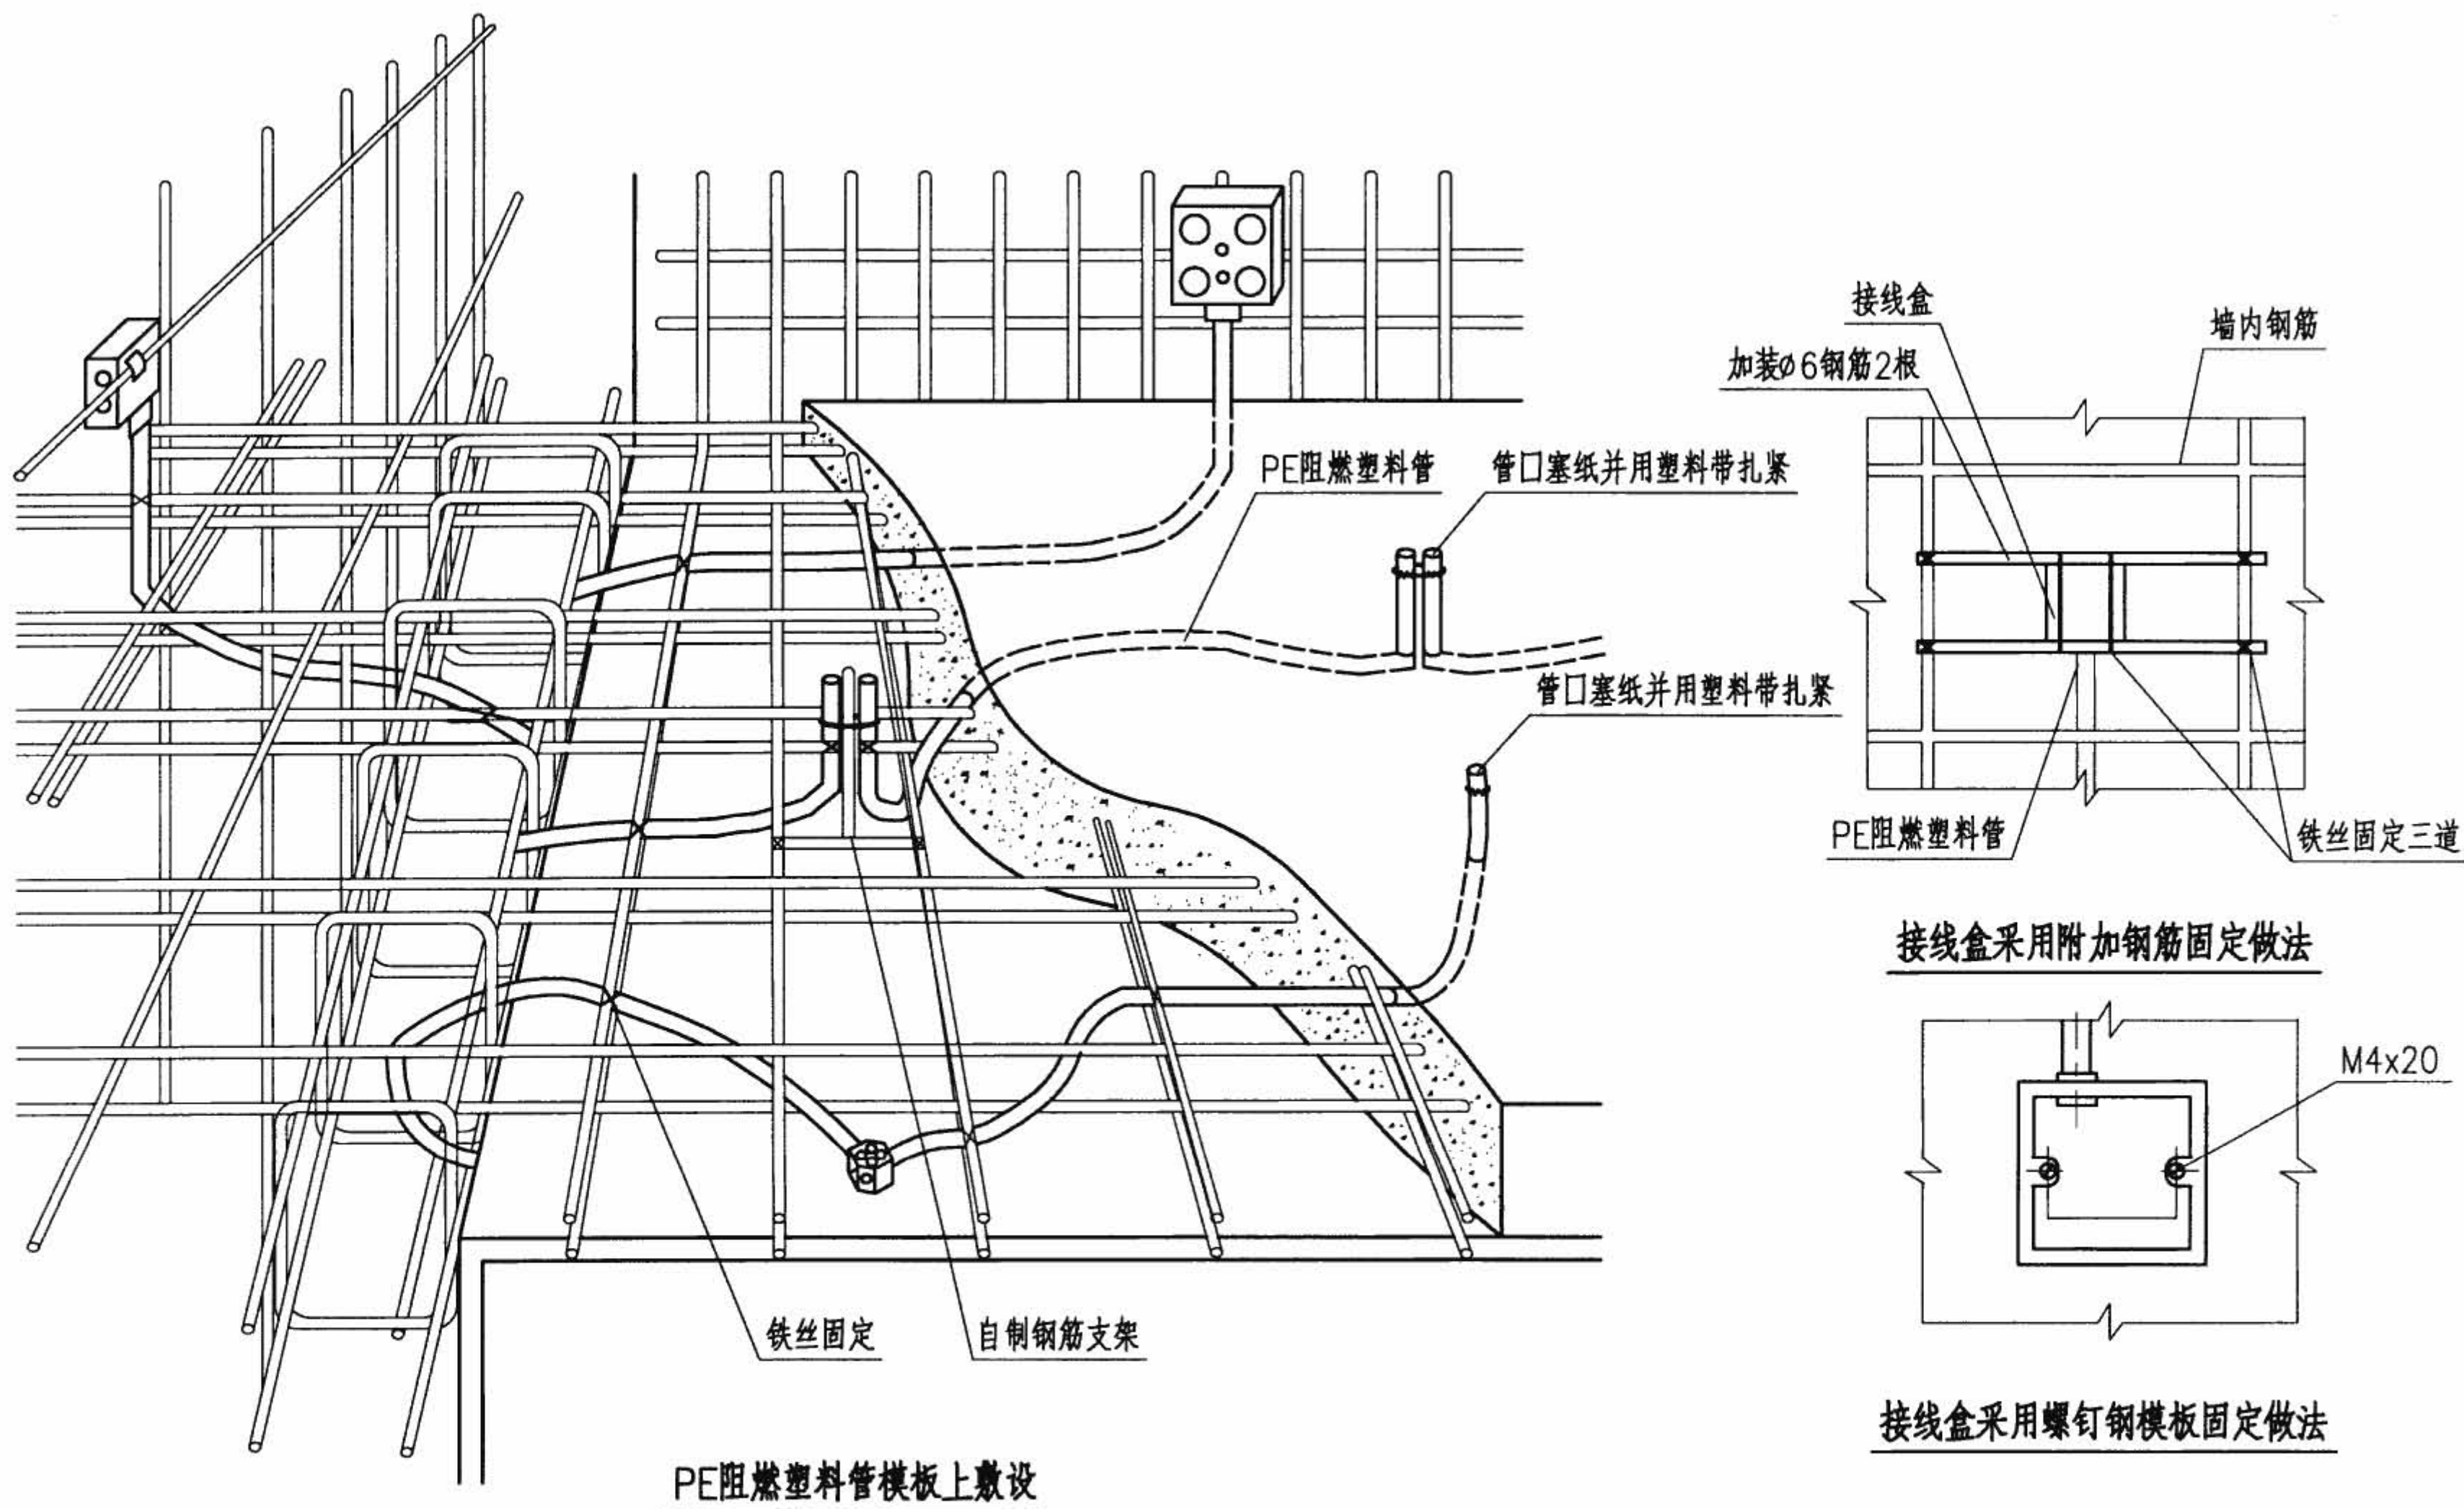 接线盒
墙内钢筋
加装ø6钢筋2根
PE阻燃塑料管
管口塞纸并用塑料带扎紧
管口塞纸并用塑料带扎紧
PE阻燃塑料管
铁丝固定三道
接线盒采用附加钢筋固定做法
M4x20
铁丝固定
自制钢筋支架
接线盒采用螺钉钢模板固定做法
PE阻燃塑料管模板上敷设